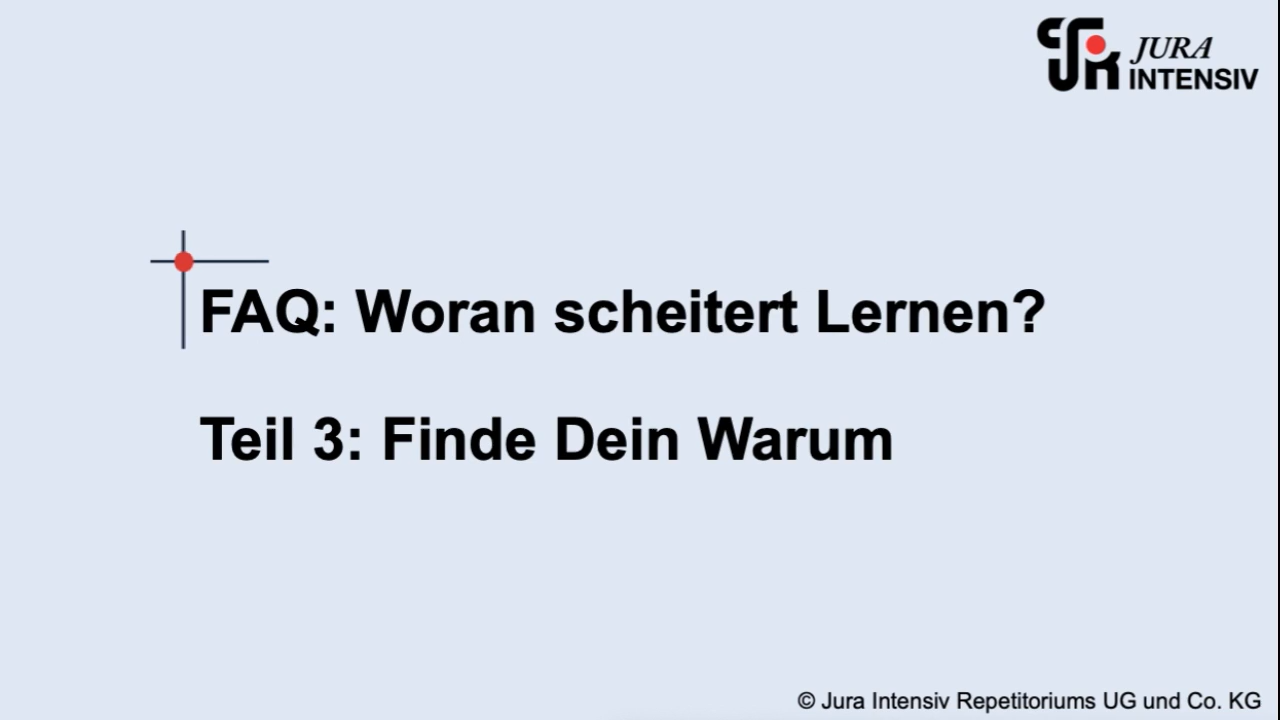 JURA
INTENSIV
FAQ: Woran scheitert Lernen?
Teil 3: Finde Dein Warum
© Jura Intensiv Repetitoriums UG und Co. KG